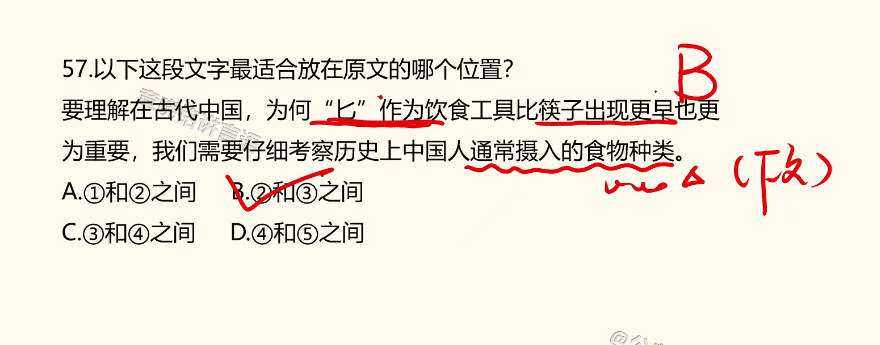 57.以下这段文字最适合放在原文的哪个位置？
B
要理解在古代中国，为何“匕”作为饮食工具比筷子出现更早也更
为重要，我们需要仔细考察历史上中国人通常摄入的食物种类。
（下文）
A.①和②之间 B.②和③之间
C.③和④之间 D.④和⑤之间